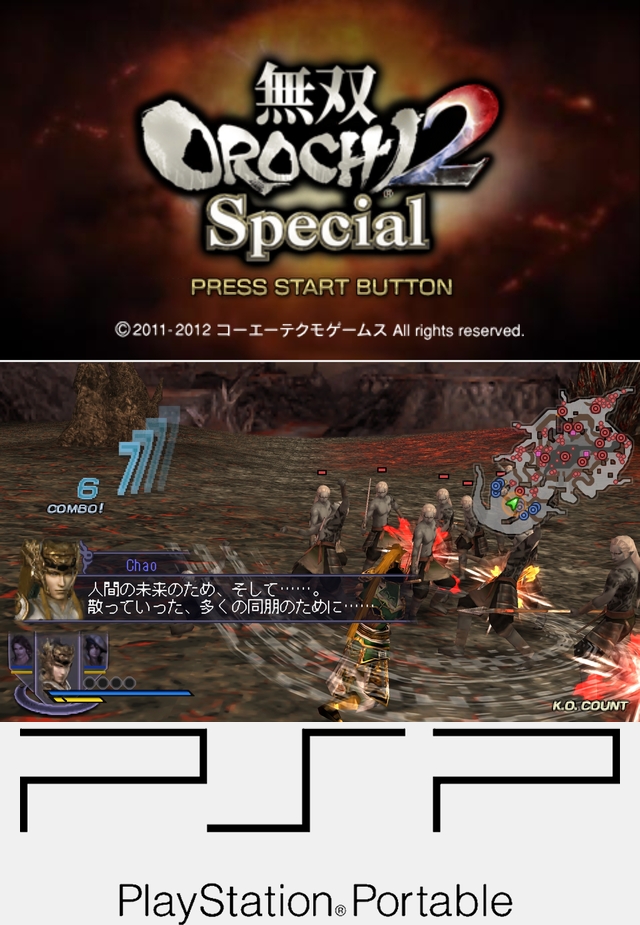 無双
OROCHI 2
®
Special
PRESS START BUTTON
©2011-2012 コーエーテクモゲームス All rights reserved.
7
6
COMBO!
Chao
人間の未来のため、そして……。
散っていった、多くの同朋のために……
K.O. COUNT
PSP
PlayStation®Portable